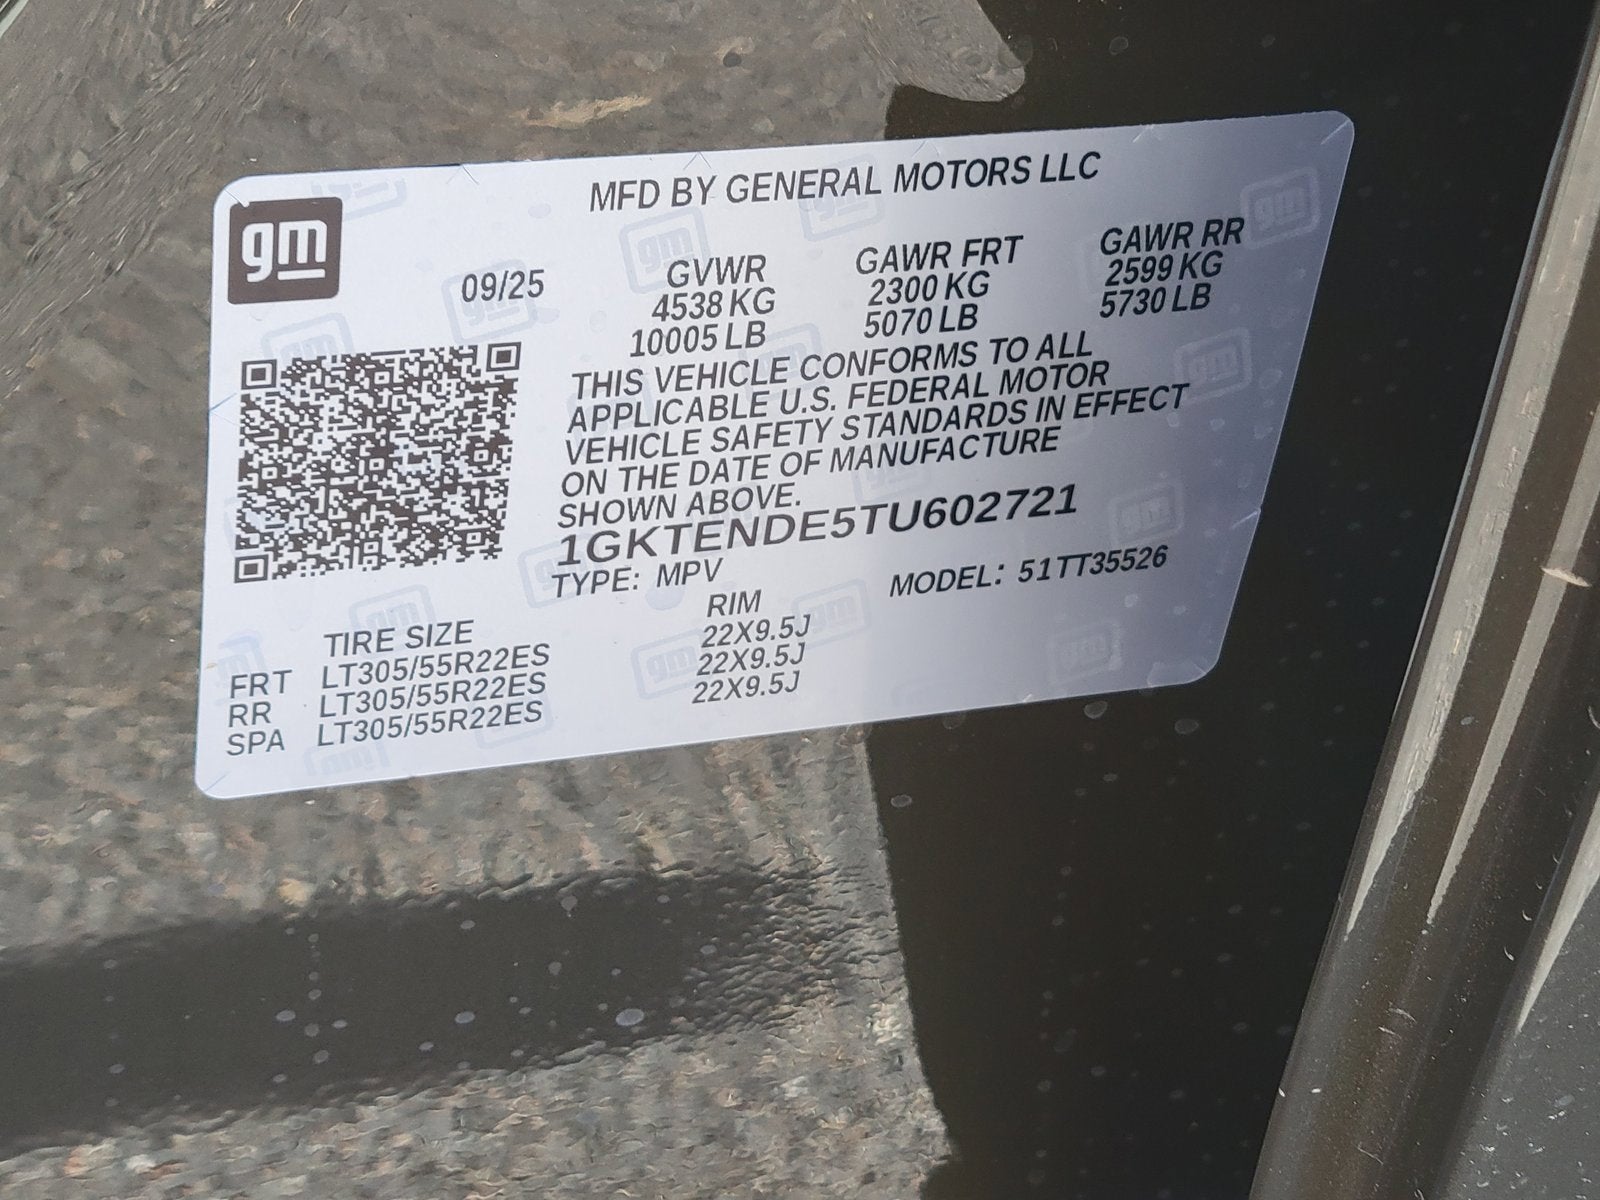 gm
MFD BY GENERAL MOTORS LLC
09/25
GVWR GAWR FRT GAWR RR
4538 KG 2300 KG 2599 KG
10005 LB 5070 LB 5730 LB
THIS VEHICLE CONFORMS TO ALL
APPLICABLE U.S. FEDERAL MOTOR
VEHICLE SAFETY STANDARDS IN EFFECT
ON THE DATE OF MANUFACTURE
SHOWN ABOVE.
1GKTENDE5TU602721
TYPE: MPV MODEL: 51TT35526
TIRE SIZE RIM
FRT LT305/55R22ES 22X9.5J
RR LT305/55R22ES 22X9.5J
SPA LT305/55R22ES 22X9.5J